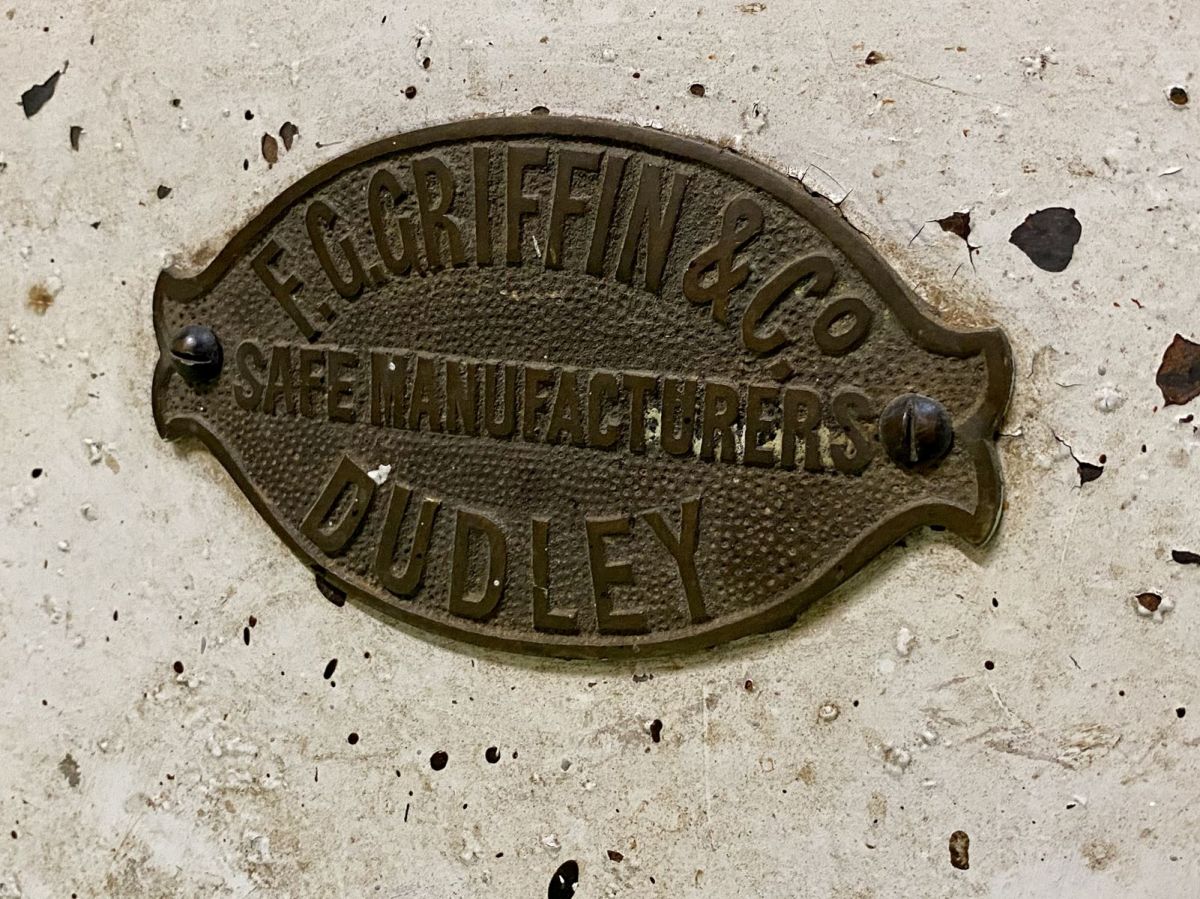 F. G. GRIFFIN & Co.
SAFE MANUFACTURERS
DUDLEY